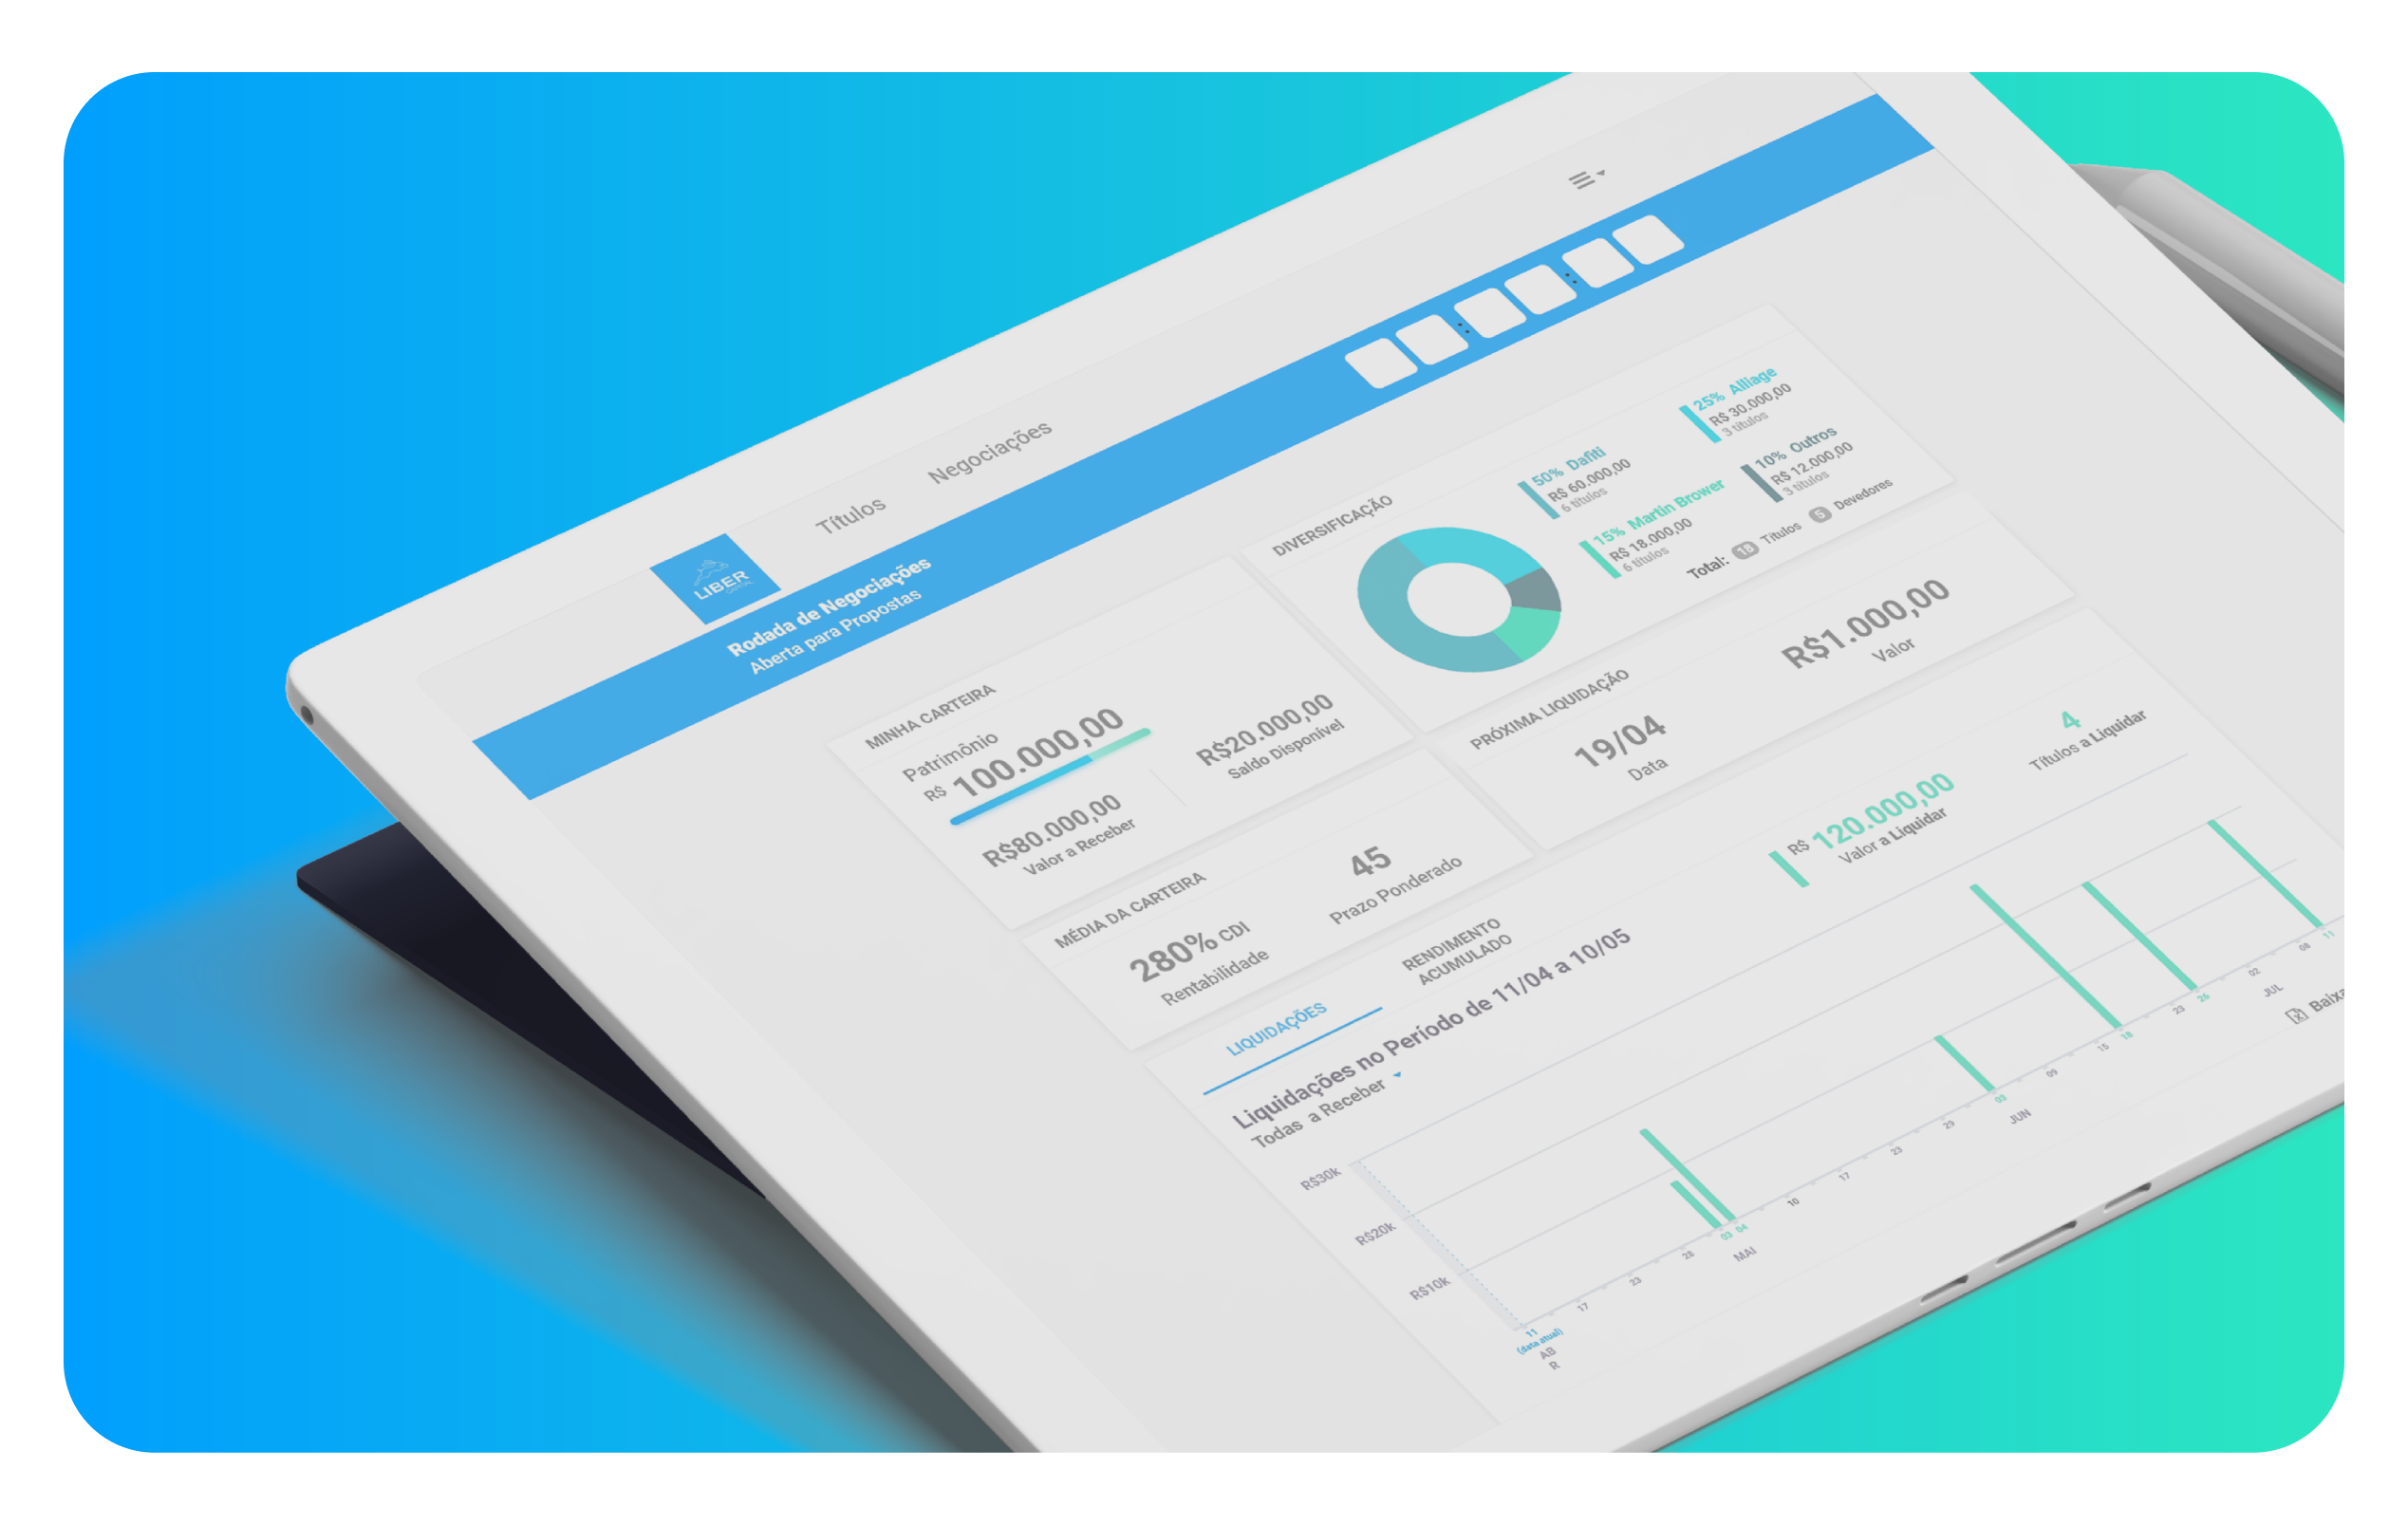 LIBER
CAPITAL
Títulos
Negociações
Rodada de Negociações
Aberta para Propostas
MINHA CARTEIRA
Patrimônio
R$ 100.000,00
R$80.000,00
Valor a Receber
R$20.000,00
Saldo Disponível
DIVERSIFICAÇÃO
50% Dafiti
R$ 60.000,00
6 títulos
25% Alliage
R$ 30.000,00
3 títulos
15% Martin Brower
R$ 18.000,00
6 títulos
10% Outros
R$ 12.000,00
3 títulos
Total: 18 Títulos 5 Devedores
MÉDIA DA CARTEIRA
280% CDI
Rentabilidade
45
Prazo Ponderado
PRÓXIMA LIQUIDAÇÃO
19/04
Data
R$1.000,00
Valor
LIQUIDAÇÕES
RENDIMENTO
ACUMULADO
Liquidações no Período de 11/04 a 10/05
Todas a Receber
R$ 120.000,00
Valor a Liquidar
4
Títulos a Liquidar
R$30k
R$20k
R$10k
11 17 23 28 03 04 10 17 23 29 03 09 15 18 23 26 02 08 11
(data atual)
AB
R
MAI
JUN
JUL